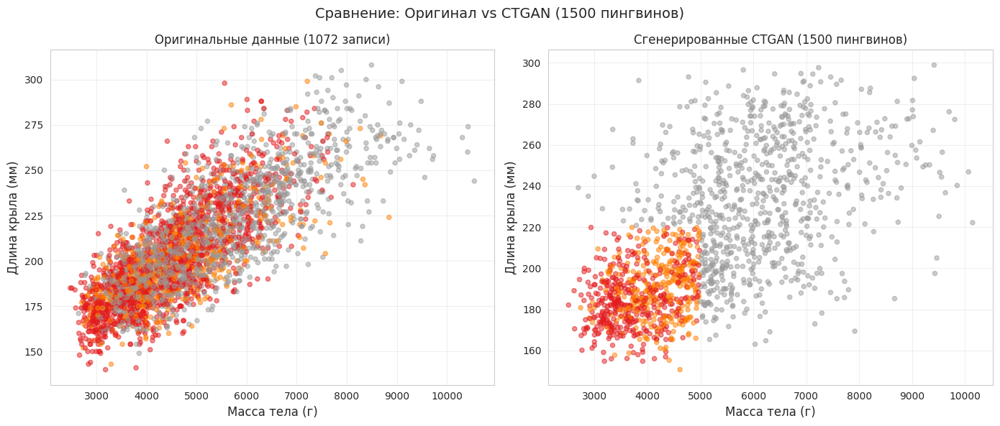 Сравнение: Оригинал vs CTGAN (1500 пингвинов)
Оригинальные данные (1072 записи)
300
275
250
225
200
175
150
Длина крыла (мм)
3000 4000 5000 6000 7000 8000 9000 10000
Масса тела (г)
Сгенерированные CTGAN (1500 пингвинов)
300
280
260
240
220
200
180
160
Длина крыла (мм)
3000 4000 5000 6000 7000 8000 9000 10000
Масса тела (г)